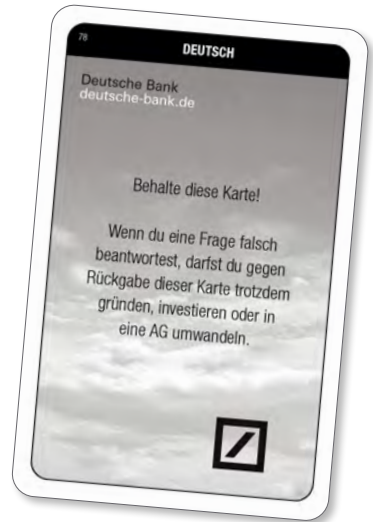 78
DEUTSCH
Deutsche Bank
deutsche-bank.de
Behalte diese Karte!
Wenn du eine Frage falsch
beantwortest, darfst du gegen
Rückgabe dieser Karte trotzdem
gründen, investieren oder in
eine AG umwandeln.